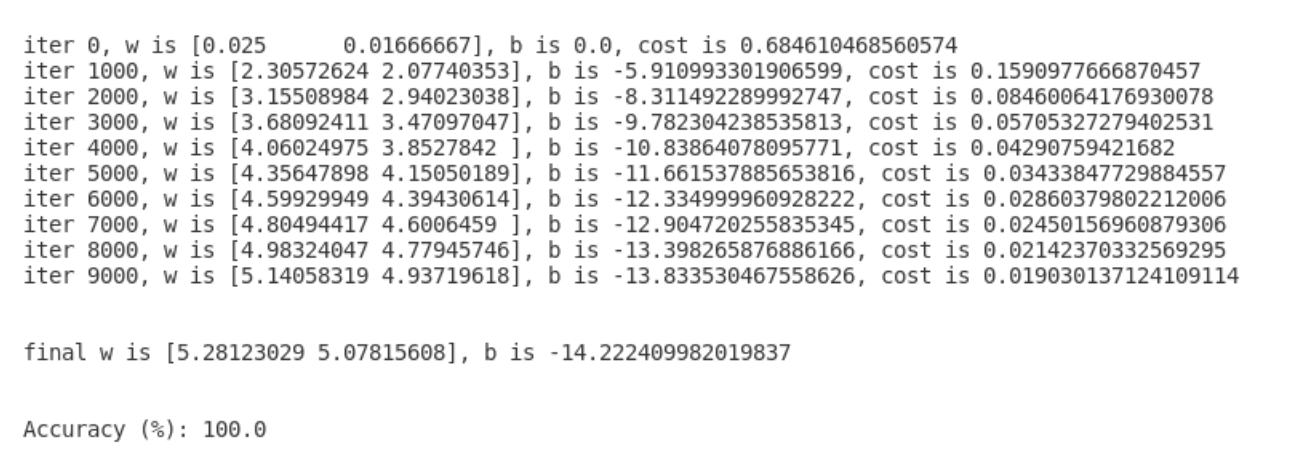 iter 0, w is [0.025      0.01666667], b is 0.0, cost is 0.684610468560574
iter 1000, w is [2.30572624 2.07740353], b is -5.910993301906599, cost is 0.1590977666870457
iter 2000, w is [3.15508984 2.94023038], b is -8.311492289992747, cost is 0.08460064176930078
iter 3000, w is [3.68092411 3.47097047], b is -9.782304238535813, cost is 0.05705327279402531
iter 4000, w is [4.06024975 3.8527842 ], b is -10.83864078095771, cost is 0.04290759421682
iter 5000, w is [4.35647898 4.15050189], b is -11.661537885653816, cost is 0.03433847729884557
iter 6000, w is [4.59929949 4.39430614], b is -12.334999960928222, cost is 0.02860379802212006
iter 7000, w is [4.80494417 4.6006459 ], b is -12.904720255835345, cost is 0.02450156960879306
iter 8000, w is [4.98324047 4.77945746], b is -13.398265876886166, cost is 0.02142370332569295
iter 9000, w is [5.14058319 4.93719618], b is -13.833530467558626, cost is 0.019030137124109114
final w is [5.28123029 5.07815608], b is -14.222409982019837
Accuracy (%): 100.0